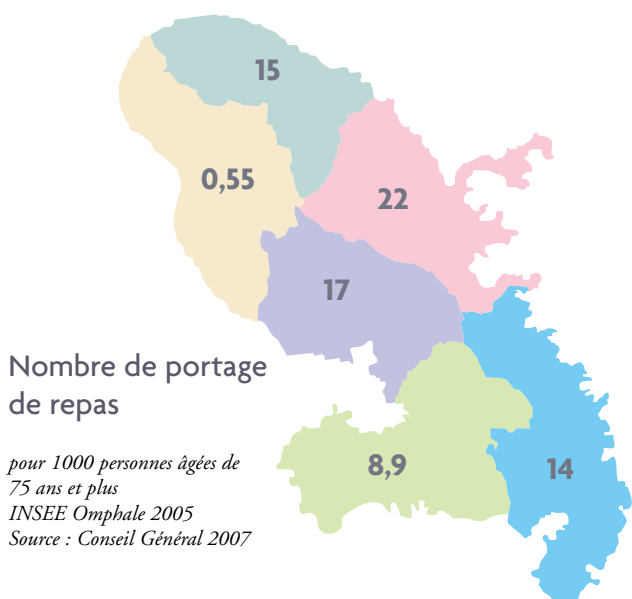 15
0,55
22
17
Nombre de portage
de repas
pour 1000 personnes âgées de
75 ans et plus
INSEE Omphale 2005
Source : Conseil Général 2007
8,9
14